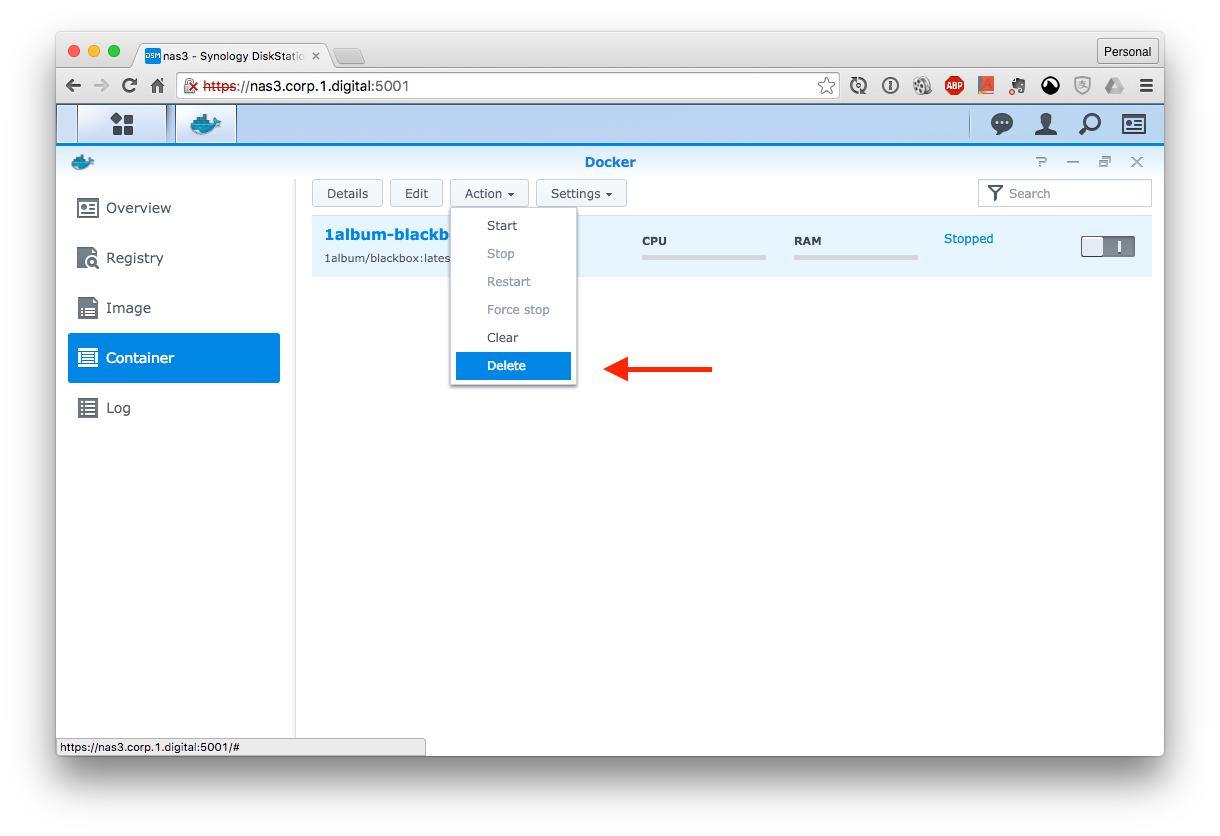 DSM nas3 - Synology DiskStatio
Personal
https://nas3.corp.1.digital:5001
ABP
Docker
Overview
Registry
Image
Container
Log
Details Edit Action Settings
Search
1album-blackb
1album/blackbox:lates
CPU
RAM
Stopped
Start
Stop
Restart
Force stop
Clear
Delete
https://nas3.corp.1.digital:5001/#